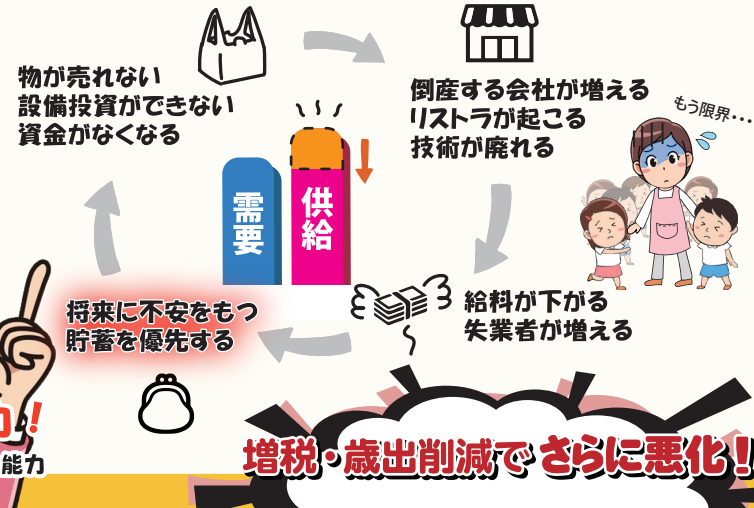 物が売れない
設備投資ができない
資金がなくなる
倒産する会社が増える
リストラが起こる
技術が廃れる
もう限界・・・
需要
供給
給料が下がる
失業者が増える
将来に不安をもつ
貯蓄を優先する
!
能力
増税・歳出削減でさらに悪化!